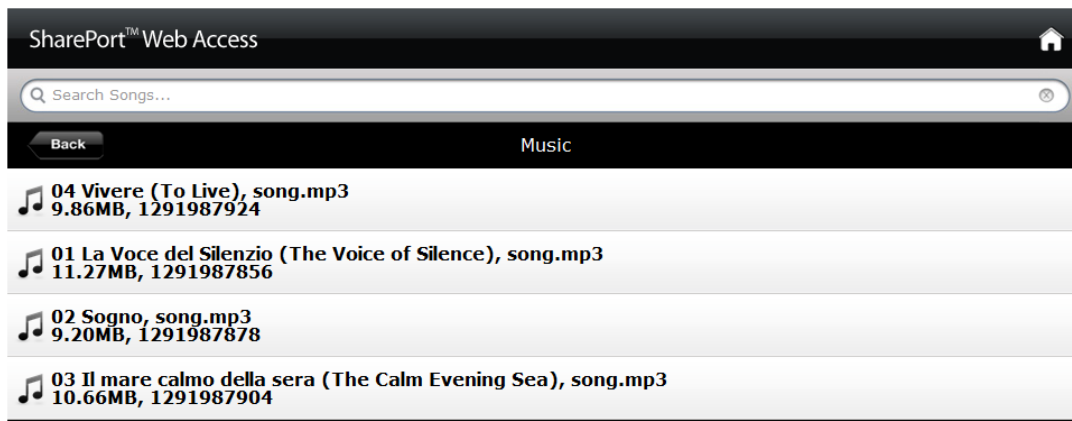 SharePort™ Web Access
Search Songs...
Back
Music
04 Vivere (To Live), song.mp3
9.86MB, 1291987924
01 La Voce del Silenzio (The Voice of Silence), song.mp3
11.27MB, 1291987856
02 Sogno, song.mp3
9.20MB, 1291987878
03 Il mare calmo della sera (The Calm Evening Sea), song.mp3
10.66MB, 1291987904